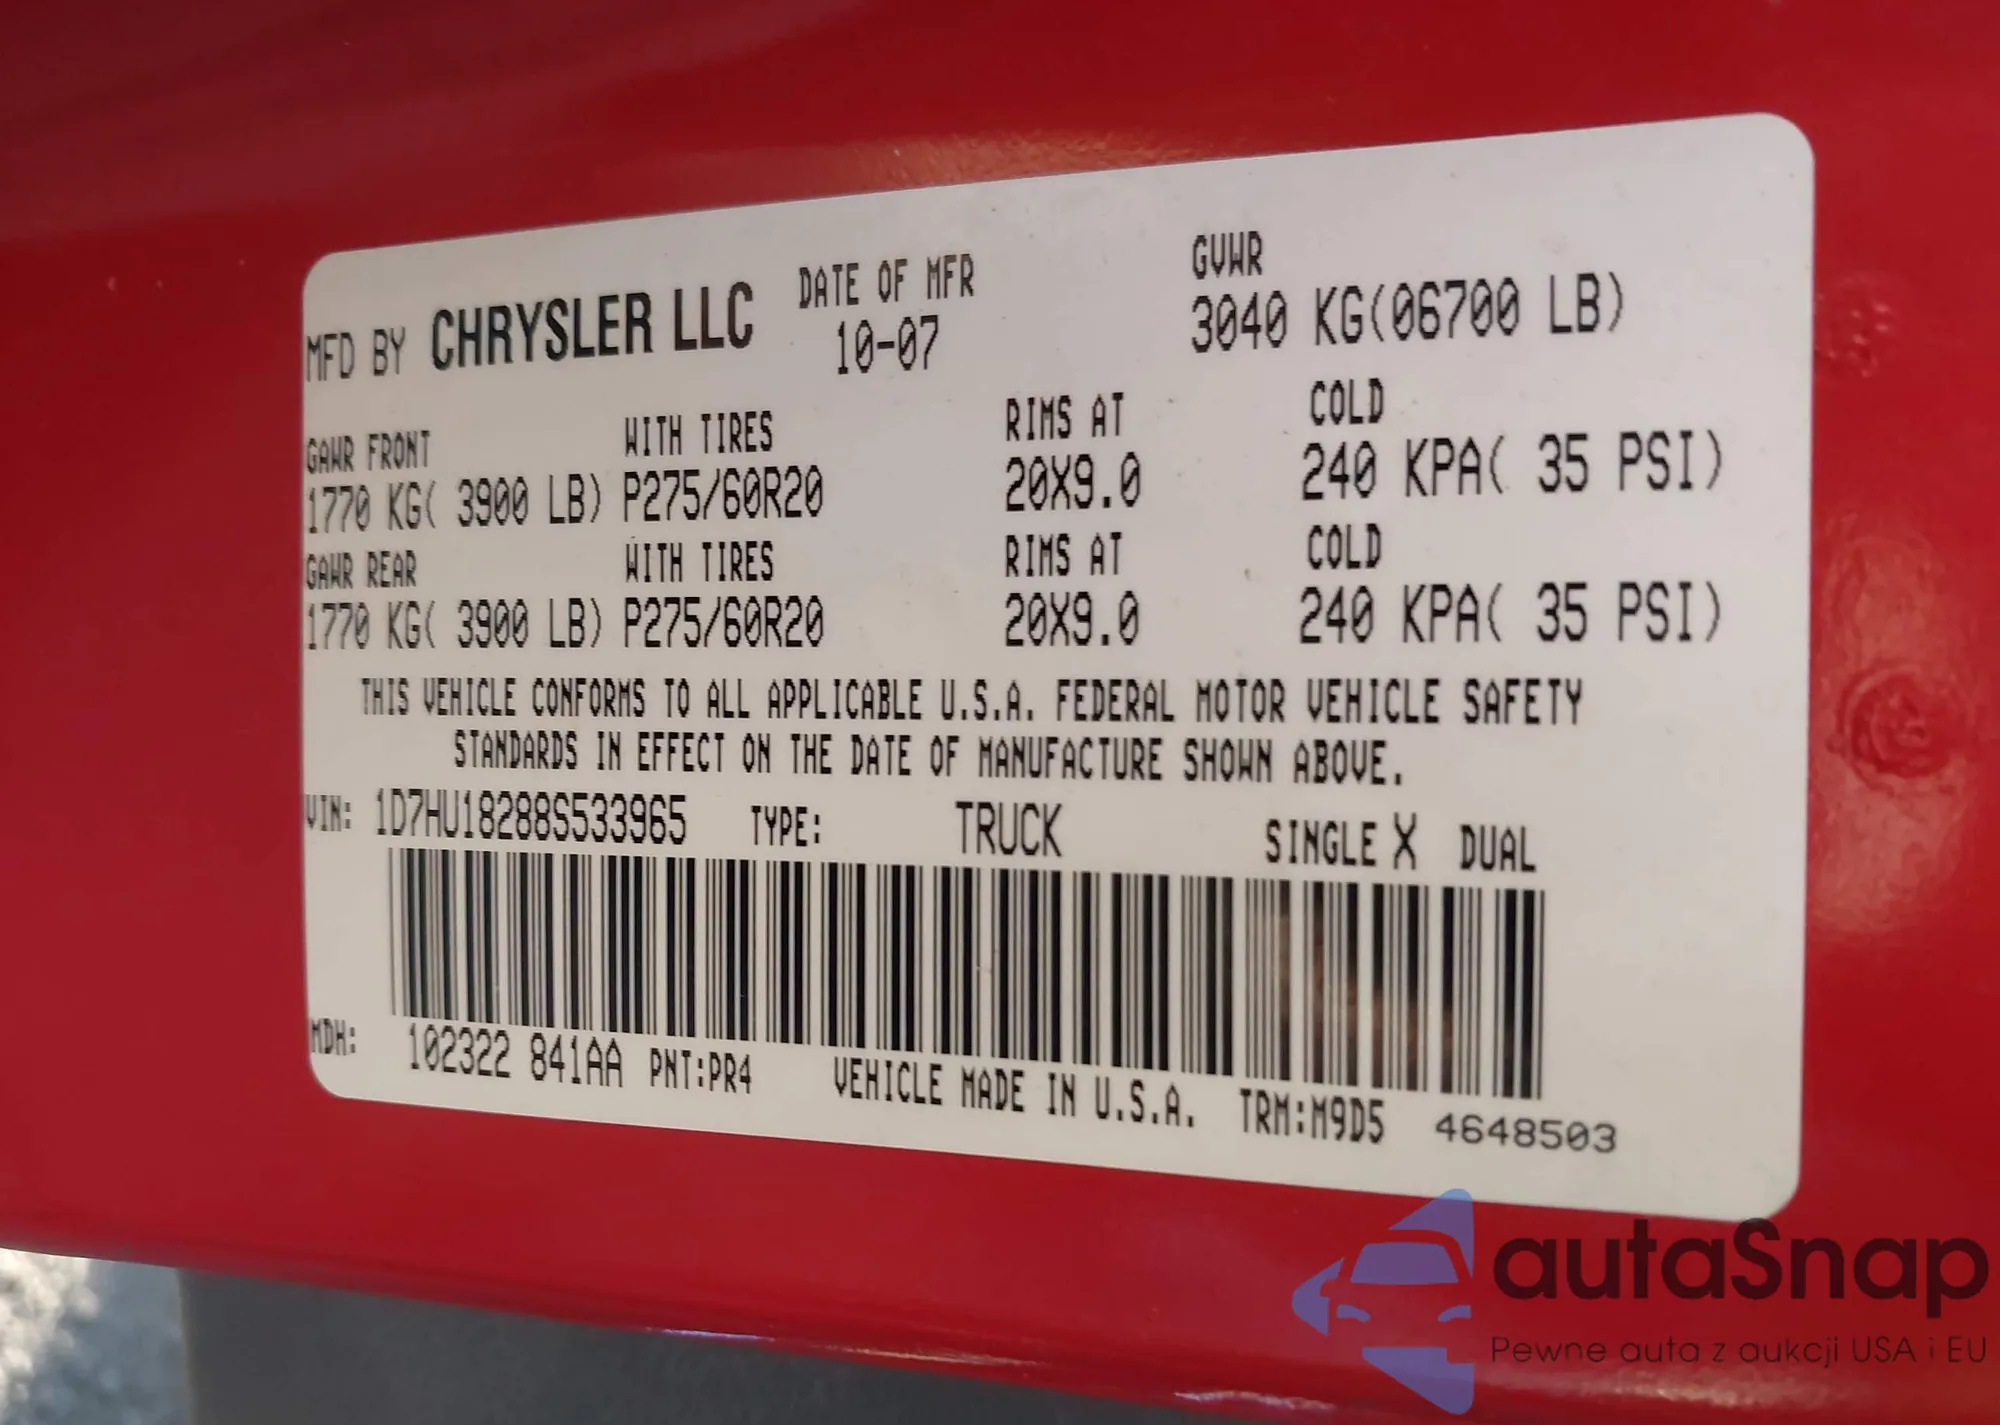 MFD BY CHRYSLER LLC DATE OF MFR 10-07 GVWR 3040 KG(06700 LB)
GAWR FRONT WITH TIRES RIMS AT COLD
1770 KG( 3900 LB) P275/60R20 20X9.0 240 KPA( 35 PSI)
GAWR REAR WITH TIRES RIMS AT COLD
1770 KG( 3900 LB) P275/60R20 20X9.0 240 KPA( 35 PSI)
THIS VEHICLE CONFORMS TO ALL APPLICABLE U.S.A. FEDERAL MOTOR VEHICLE SAFETY
STANDARDS IN EFFECT ON THE DATE OF MANUFACTURE SHOWN ABOVE.
VIN: 1D7HU18288S533965 TYPE: TRUCK SINGLE X DUAL
MDH: 102322 841AA PNT:PR4 VEHICLE MADE IN U.S.A. TRM:M9D5 4648503
autaSnap
Pewne auta z aukcji USA i EU